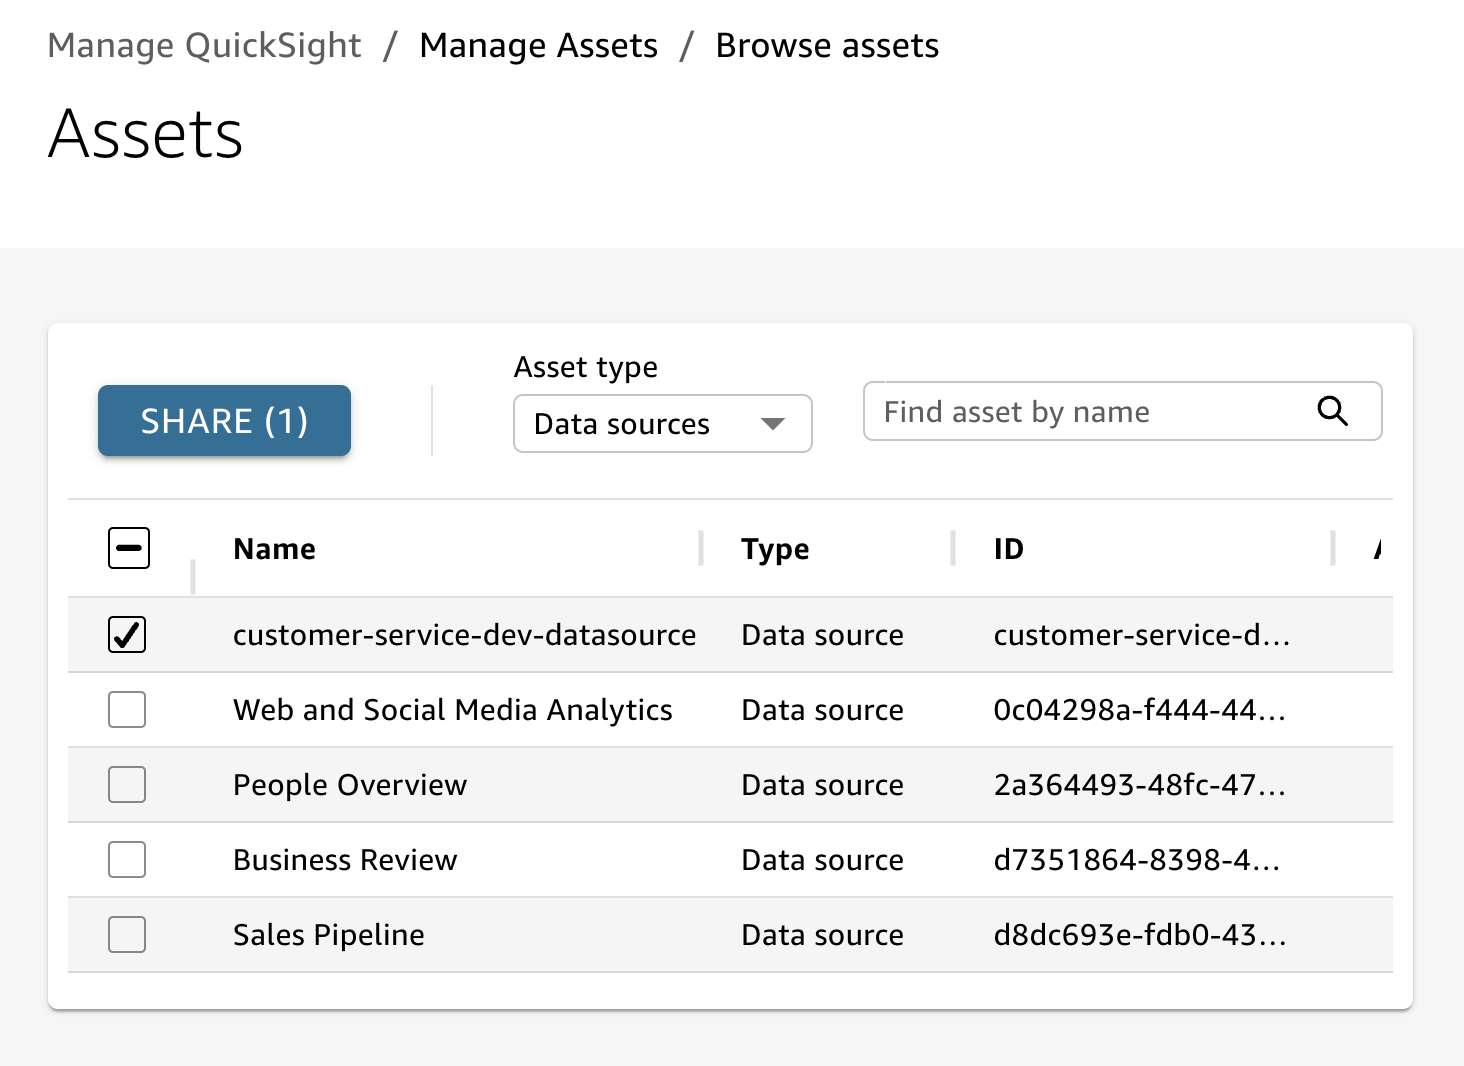 Manage QuickSight / Manage Assets / Browse assets
Assets
Asset type
SHARE (1)
Data sources
Find asset by name
Name Type ID
customer-service-dev-datasource Data source customer-service-d...
Web and Social Media Analytics Data source 0c04298a-f444-44...
People Overview Data source 2a364493-48fc-47...
Business Review Data source d7351864-8398-4...
Sales Pipeline Data source d8dc693e-fdb0-43...